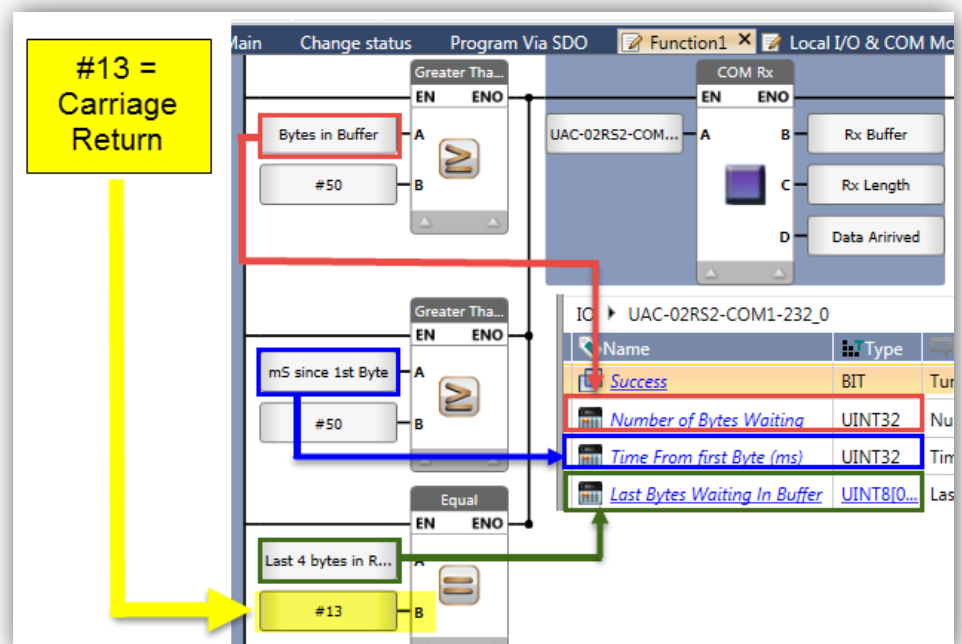 #13 =
Carriage
Return
Main
Change status
Program Via SDO
Function1
Local I/O & COM Mo
Greater Tha...
EN ENO
Bytes in Buffer
A
#50
B
COM Rx
EN ENO
UAC-02RS2-COM...
A
B
Rx Buffer
C
Rx Length
D
Data Aririved
Greater Tha...
EN ENO
mS since 1st Byte
A
#50
B
IO UAC-02RS2-COM1-232_0
Name Type
Success BIT Tur
Number of Bytes Waiting UINT32 Nu
Time From first Byte (ms) UINT32 Tim
Last Bytes Waiting In Buffer UINT8[0... Las
Equal
EN ENO
Last 4 bytes in R...
A
#13
B